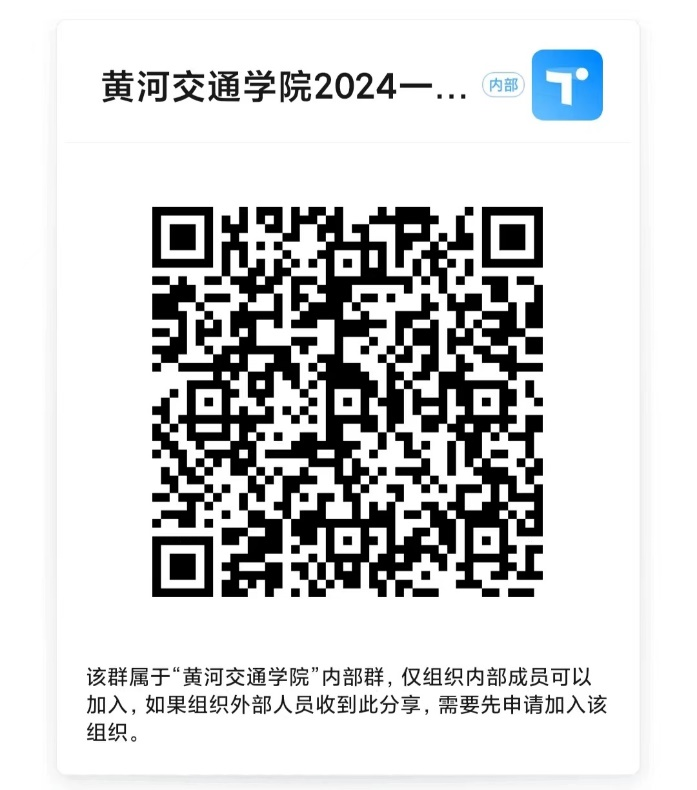 黄河交通学院2024一... 内部
该群属于“黄河交通学院”内部群，仅组织内部成员可以
加入，如果组织外部人员收到此分享，需要先申请加入该
组织。